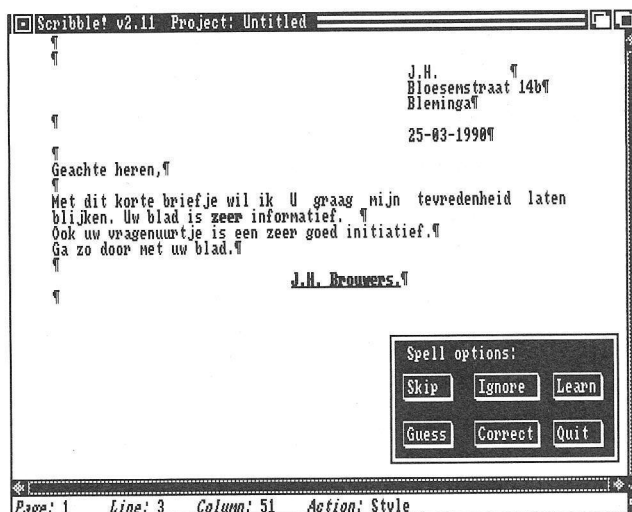 Scribble! v2.11 Project: Untitled
¶
¶
J.H. ¶
Bloesemstraat 14b¶
Bleminga¶
¶
25-03-1990¶
¶
Geachte heren,¶
¶
Met dit korte briefje wil ik U graag mijn tevredenheid laten
blijken. Uw blad is zeer informatief. ¶
Ook uw vragenuurtje is een zeer goed initiatief.¶
Ga zo door met uw blad.¶
¶
J.H. Brouwers.¶
¶
Spell options:
Skip Ignore Learn
Guess Correct Quit
Page: 1 Line: 3 Column: 51 Action: Style